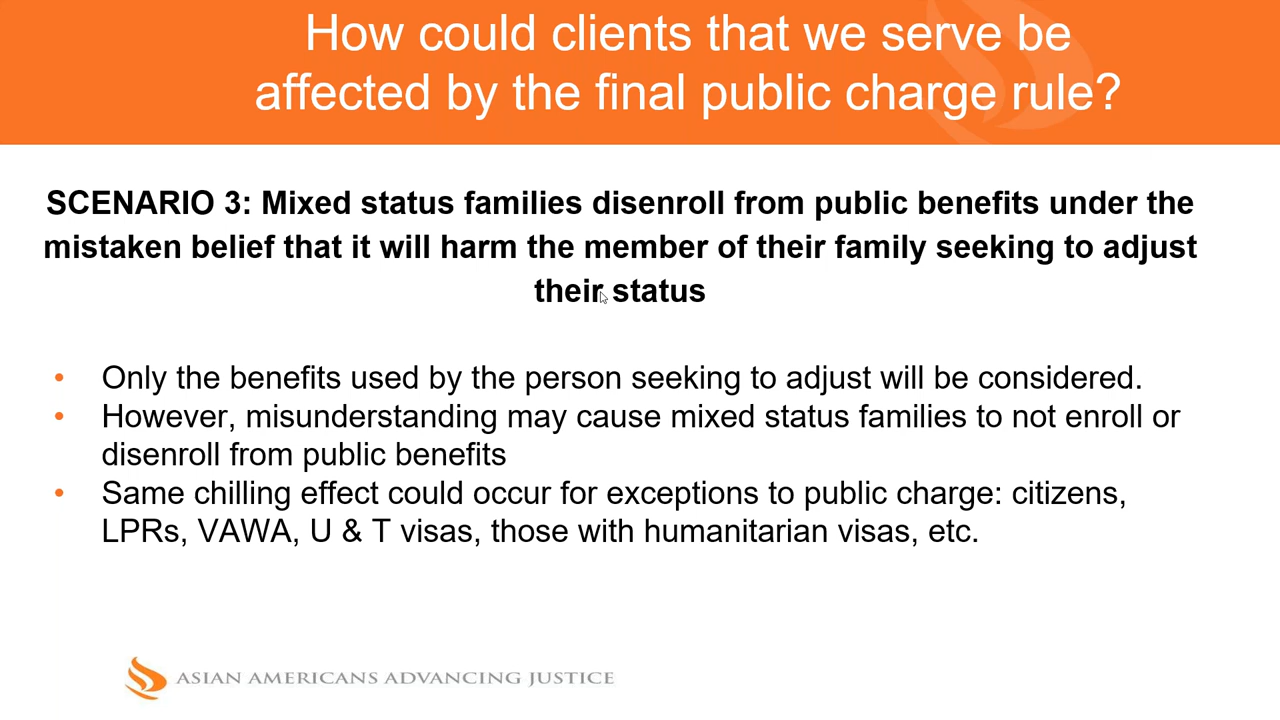 How could clients that we serve be
affected by the final public charge rule?
SCENARIO 3: Mixed status families disenroll from public benefits under the
mistaken belief that it will harm the member of their family seeking to adjust
their status
• Only the benefits used by the person seeking to adjust will be considered.
• However, misunderstanding may cause mixed status families to not enroll or
disenroll from public benefits
• Same chilling effect could occur for exceptions to public charge: citizens,
LPRs, VAWA, U & T visas, those with humanitarian visas, etc.
ASIAN AMERICANS ADVANCING JUSTICE